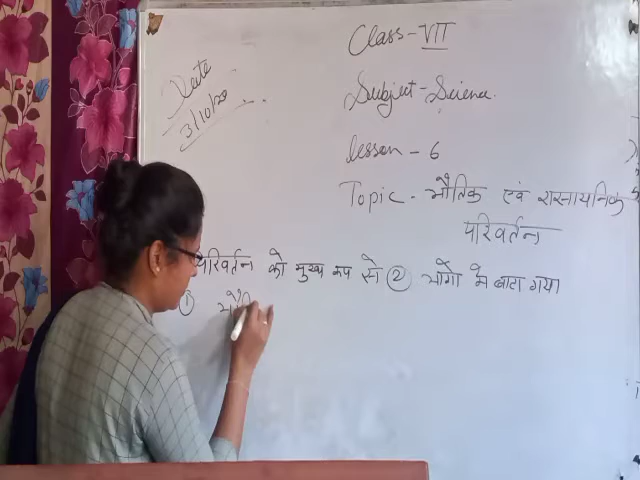 Class - VII
Date
3/10/20
Subject - Science.
lesson - 6
Topic - भौतिक एवं रासायनिक
परिवर्तन
परिवर्तन को मुख्य रूप से ② भागों में बाटा गया
①